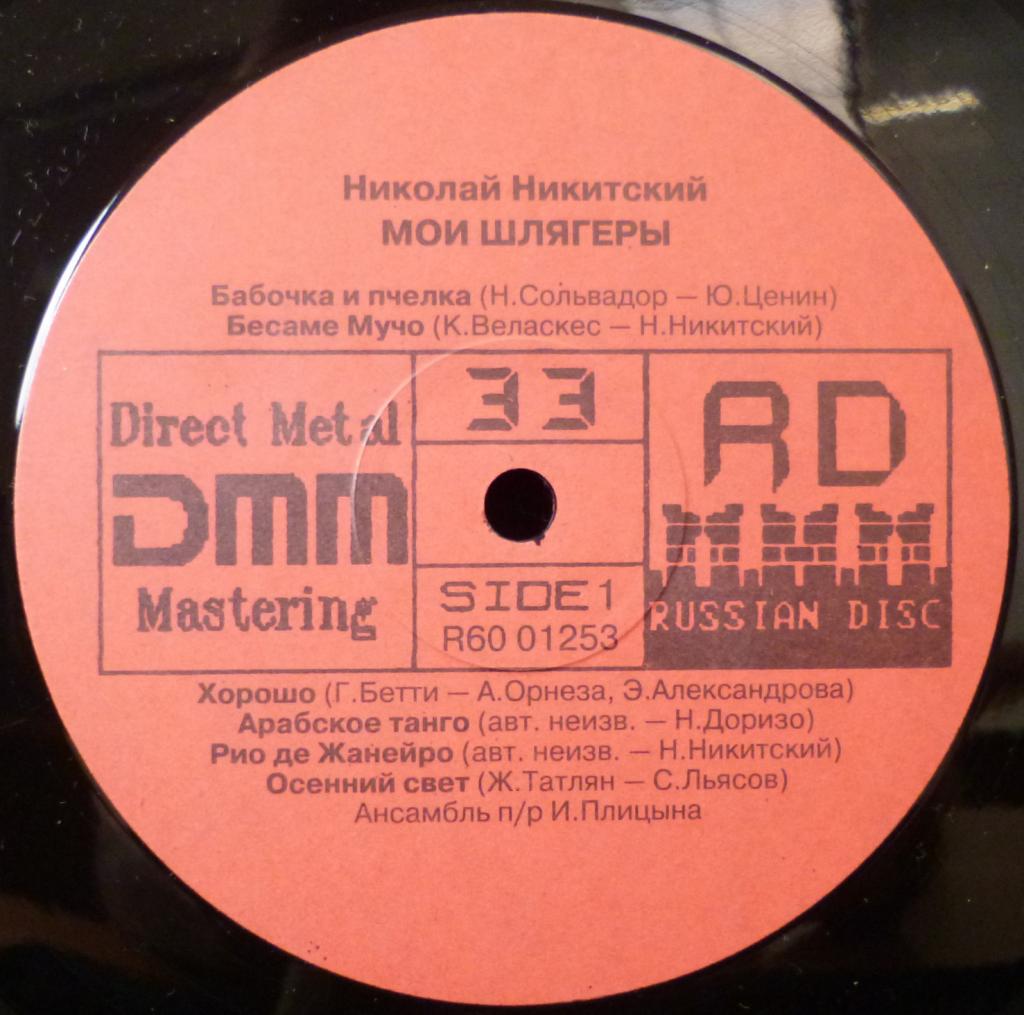 Николай Никитский
МОИ ШЛЯГЕРЫ
Бабочка и пчелка (Н.Сольвадор — Ю.Ценин)
Бесаме Мучо (К.Веласкес — Н.Никитский)
Direct Metal
DMM
Mastering
33
SIDE 1
R60 01253
RD
RUSSIAN DISC
Хорошо (Г.Бетти — А.Орнеза, Э.Александрова)
Арабское танго (авт. неизв. — Н.Доризо)
Рио де Жанейро (авт. неизв. — Н.Никитский)
Осенний свет (Ж.Татлян — С.Льясов)
Ансамбль п/р И.Плицына